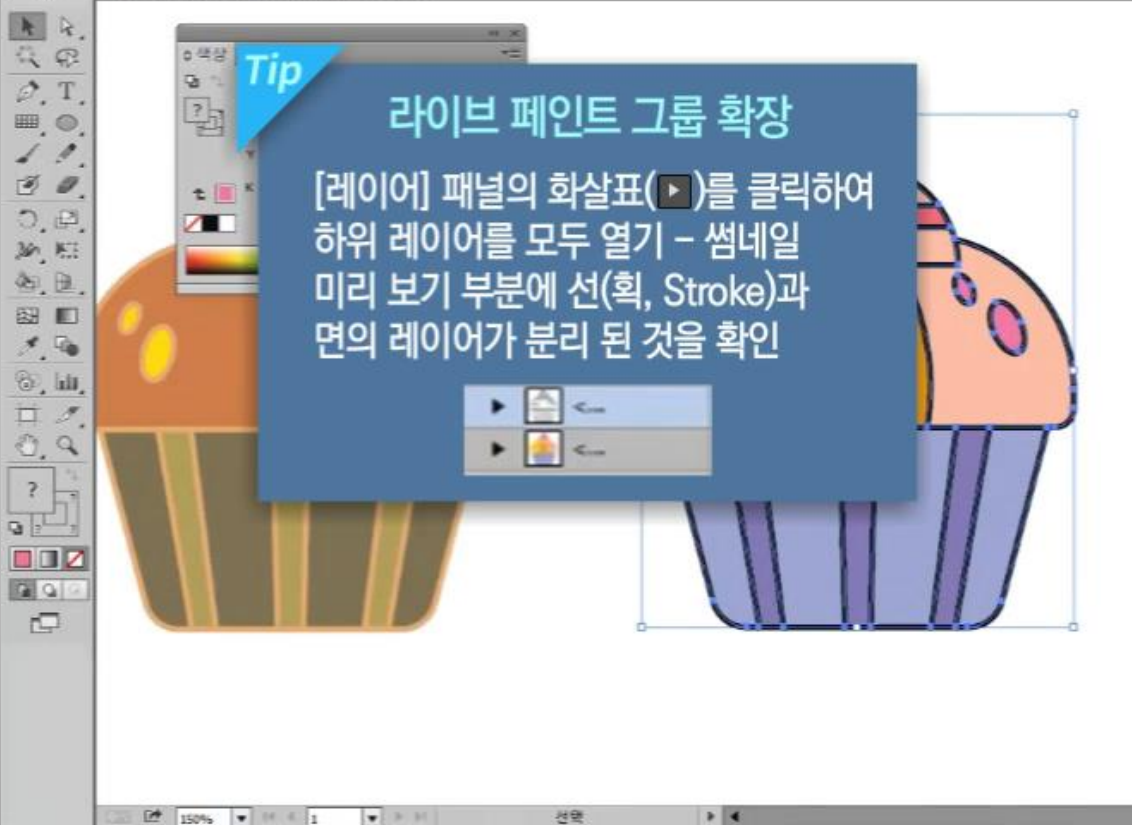 색상
Tip
라이브 페인트 그룹 확장
[레이어] 패널의 화살표( )를 클릭하여
하위 레이어를 모두 열기 - 썸네일
미리 보기 부분에 선(획, Stroke)과
면의 레이어가 분리 된 것을 확인
150%
1
선택